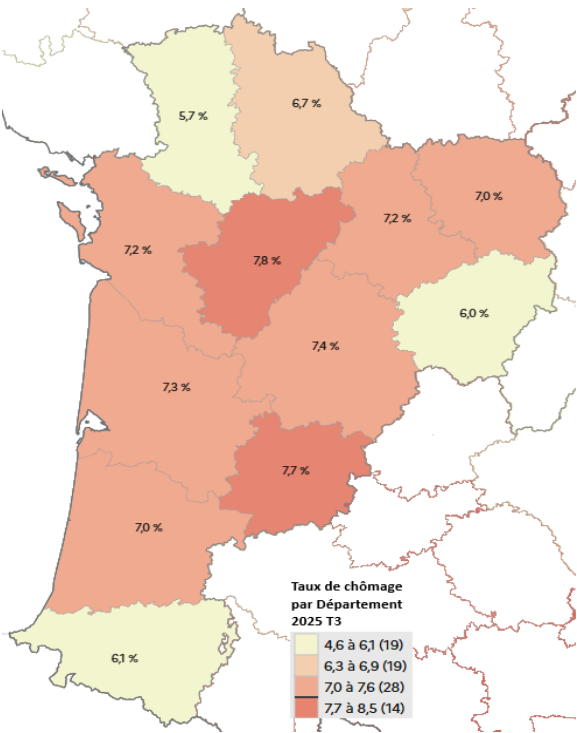 5,7 %
6,7 %
7,0 %
7,2 %
7,2 %
7,8 %
6,0 %
7,4 %
7,3 %
7,7 %
7,0 %
6,1 %
Taux de chômage
par Département
2025 T3
4,6 à 6,1 (19)
6,3 à 6,9 (19)
7,0 à 7,6 (28)
7,7 à 8,5 (14)